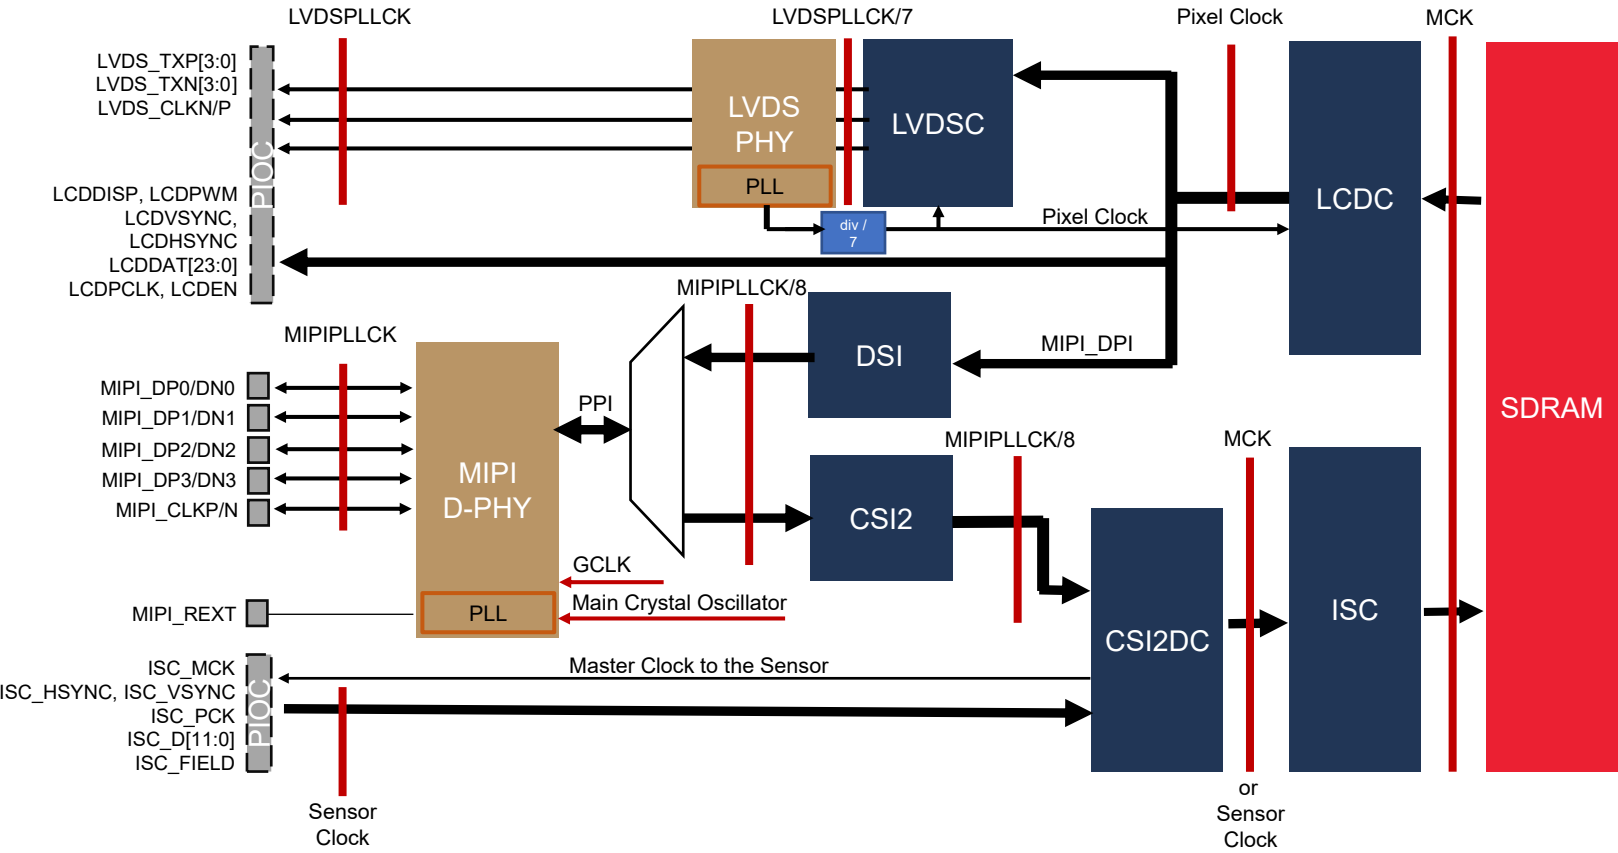 LVDSPLLCK
LVDSPLLCK/7
Pixel Clock
MCK
LVDS_TXP[3:0]
LVDS_TXN[3:0]
LVDS_CLKN/P
PIOC
LVDS
PHY
PLL
LVDSC
LCDC
div /
7
Pixel Clock
LCDDISP, LCDPWM
LCDVSYNC,
LCDHSYNC
LCDDAT[23:0]
LCDPCLK, LCDEN
MIPIPLLCK/8
DSI
MIPI_DPI
SDRAM
MIPIPLLCK
MIPI_DP0/DN0
MIPI_DP1/DN1
MIPI_DP2/DN2
MIPI_DP3/DN3
MIPI_CLKP/N
MIPI
D-PHY
PPI
MIPIPLLCK/8
MCK
CSI2
GCLK
Main Crystal Oscillator
PLL
MIPI_REXT
CSI2DC
ISC
ISC_MCK
ISC_HSYNC, ISC_VSYNC
ISC_PCK
ISC_D[11:0]
ISC_FIELD
PIOC
Master Clock to the Sensor
Sensor
Clock
or
Sensor
Clock